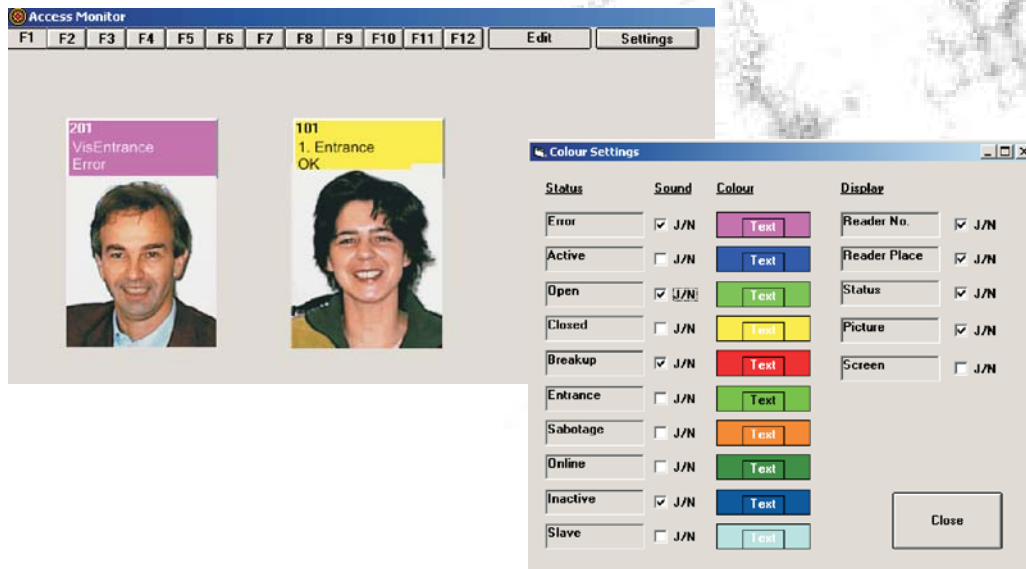 Access Monitor
F1 F2 F3 F4 F5 F6 F7 F8 F9 F10 F11 F12 Edit Settings
201
VisEntrance
Error
101
1. Entrance
OK
Colour Settings
Status Sound Colour Display
Error J/N Text Reader No. J/N
Active J/N Text Reader Place J/N
Open J/N Text Status J/N
Closed J/N Text Picture J/N
Breakup J/N Text Screen J/N
Entrance J/N Text
Sabotage J/N Text
Online J/N Text
Inactive J/N Text
Slave J/N Text
Close